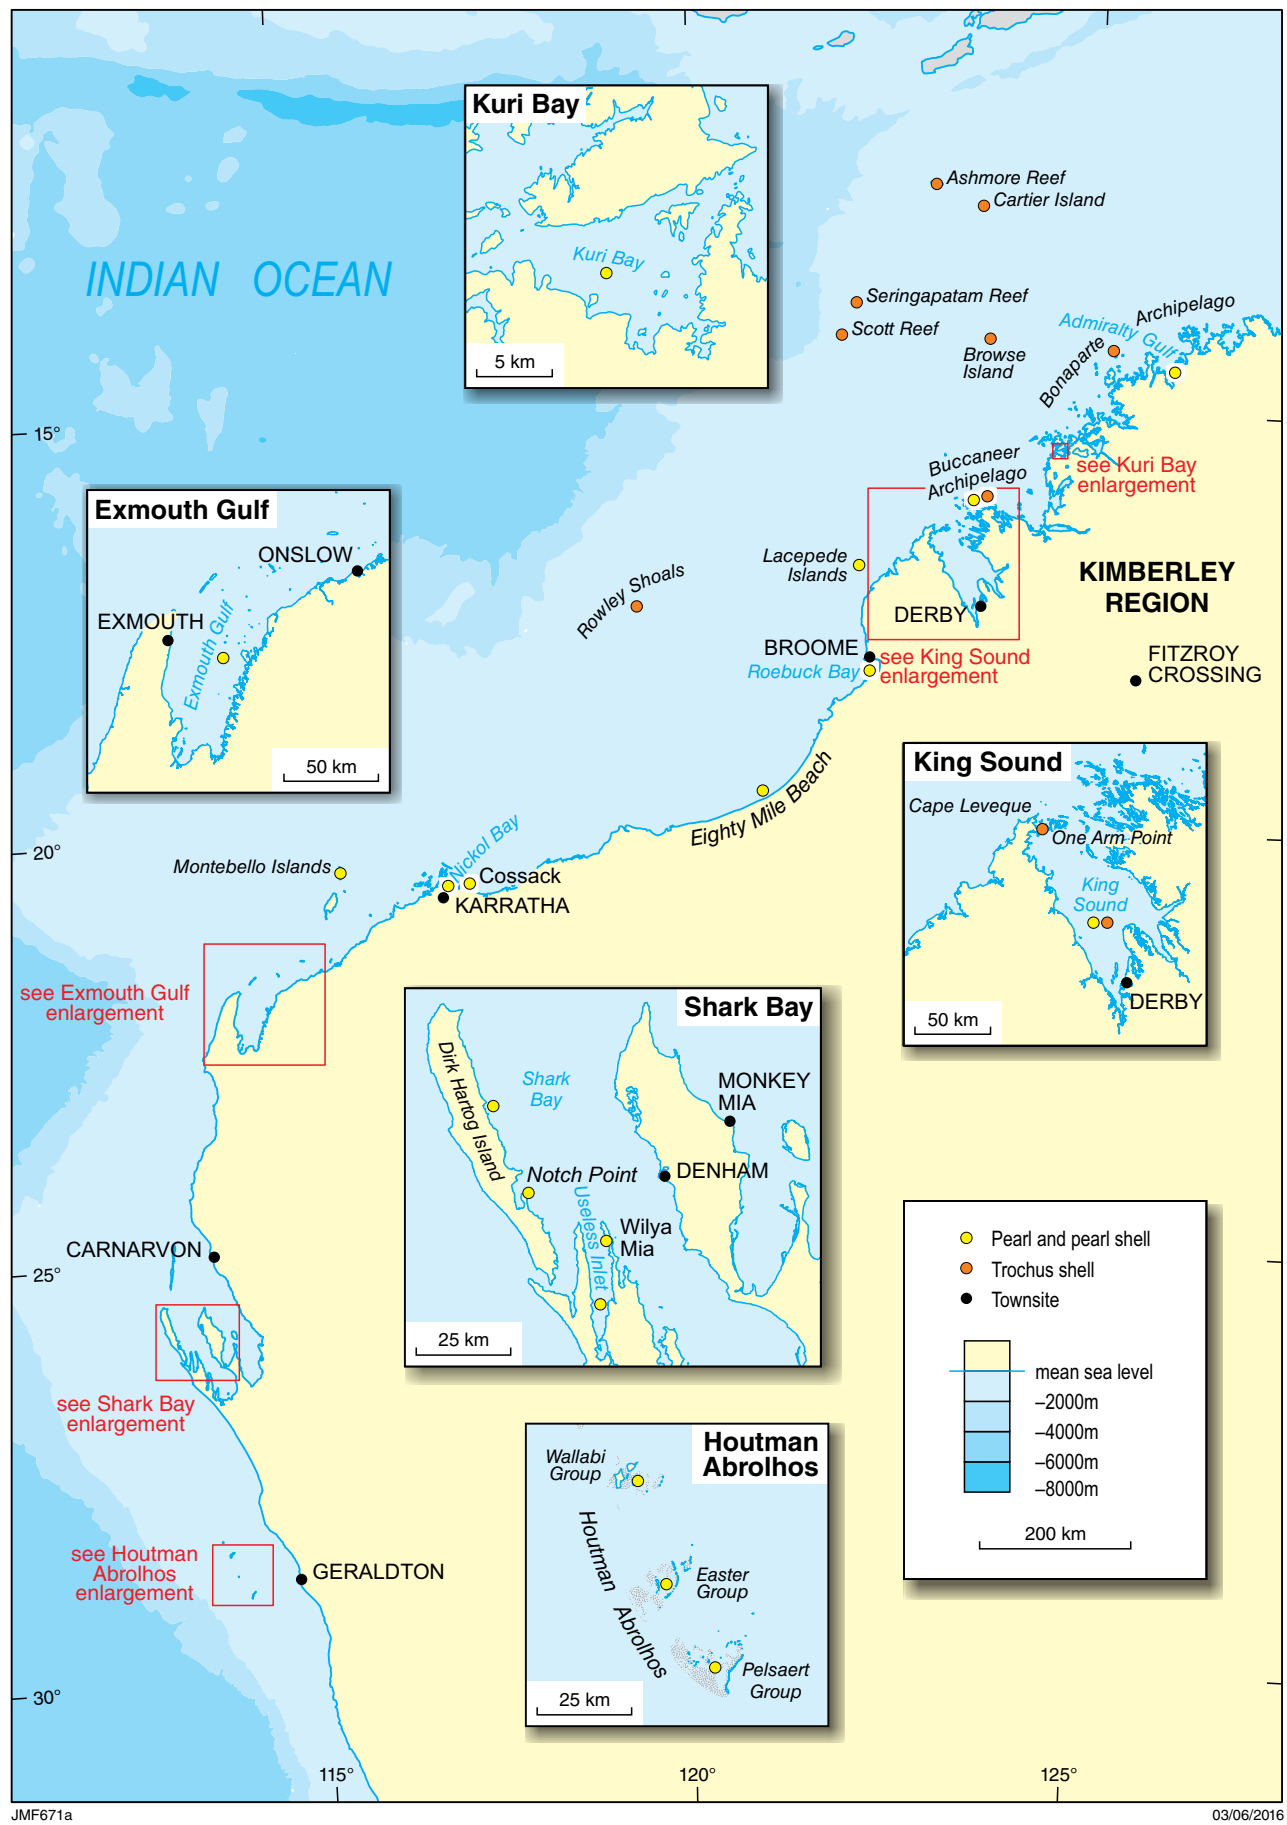 Kuri Bay
Kuri Bay
5 km
Ashmore Reef
Cartier Island
INDIAN OCEAN
Seringapatam Reef
Scott Reef
Browse
Island
Archipelago
Admiralty Gulf
Bonaparte
15°
see Kuri Bay
enlargement
Buccaneer
Archipelago
Exmouth Gulf
ONSLOW
EXMOUTH
Exmouth Gulf
50 km
Lacepede
Islands
Rowley Shoals
DERBY
KIMBERLEY
REGION
BROOME
Roebuck Bay
see King Sound
enlargement
FITZROY
CROSSING
Eighty Mile Beach
King Sound
Cape Leveque
One Arm Point
King
Sound
DERBY
50 km
20°
Montebello Islands
Nickol Bay
Cossack
KARRATHA
see Exmouth Gulf
enlargement
Shark Bay
Dirk Hartog Island
Shark
Bay
MONKEY
MIA
Notch Point
DENHAM
Useless Inlet
Wilya
Mia
25 km
CARNARVON
25°
see Shark Bay
enlargement
Pearl and pearl shell
Trochus shell
Townsite
mean sea level
–2000m
–4000m
–6000m
–8000m
200 km
Houtman
Abrolhos
Wallabi
Group
Houtman Abrolhos
Easter
Group
Pelsaert
Group
25 km
see Houtman
Abrolhos
enlargement
GERALDTON
30°
115°
120°
125°
JMF671a
03/06/2016